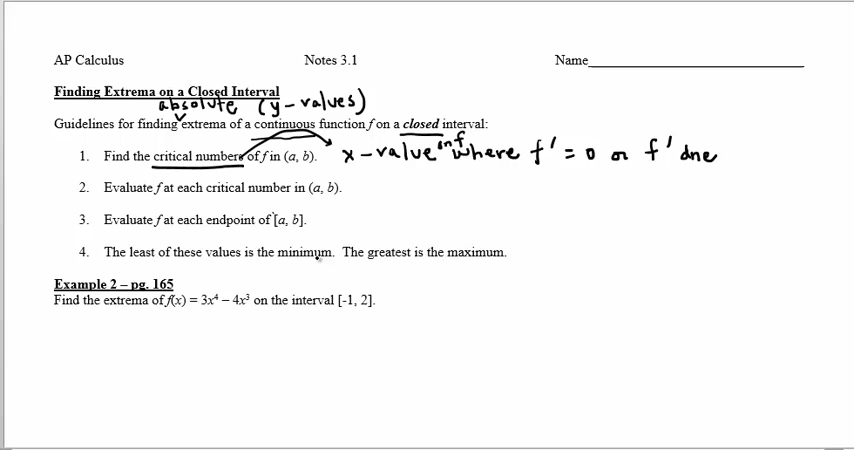 AP Calculus Notes 3.1 Name
Finding Extrema on a Closed Interval
absolute (y-values)
Guidelines for finding extrema of a continuous function f on a closed interval:
1. Find the critical numbers of f in (a, b). x-value in f where f' = 0 or f' dne
2. Evaluate f at each critical number in (a, b).
3. Evaluate f at each endpoint of [a, b].
4. The least of these values is the minimum. The greatest is the maximum.
Example 2 – pg. 165
Find the extrema of f(x) = 3x⁴ – 4x³ on the interval [-1, 2].